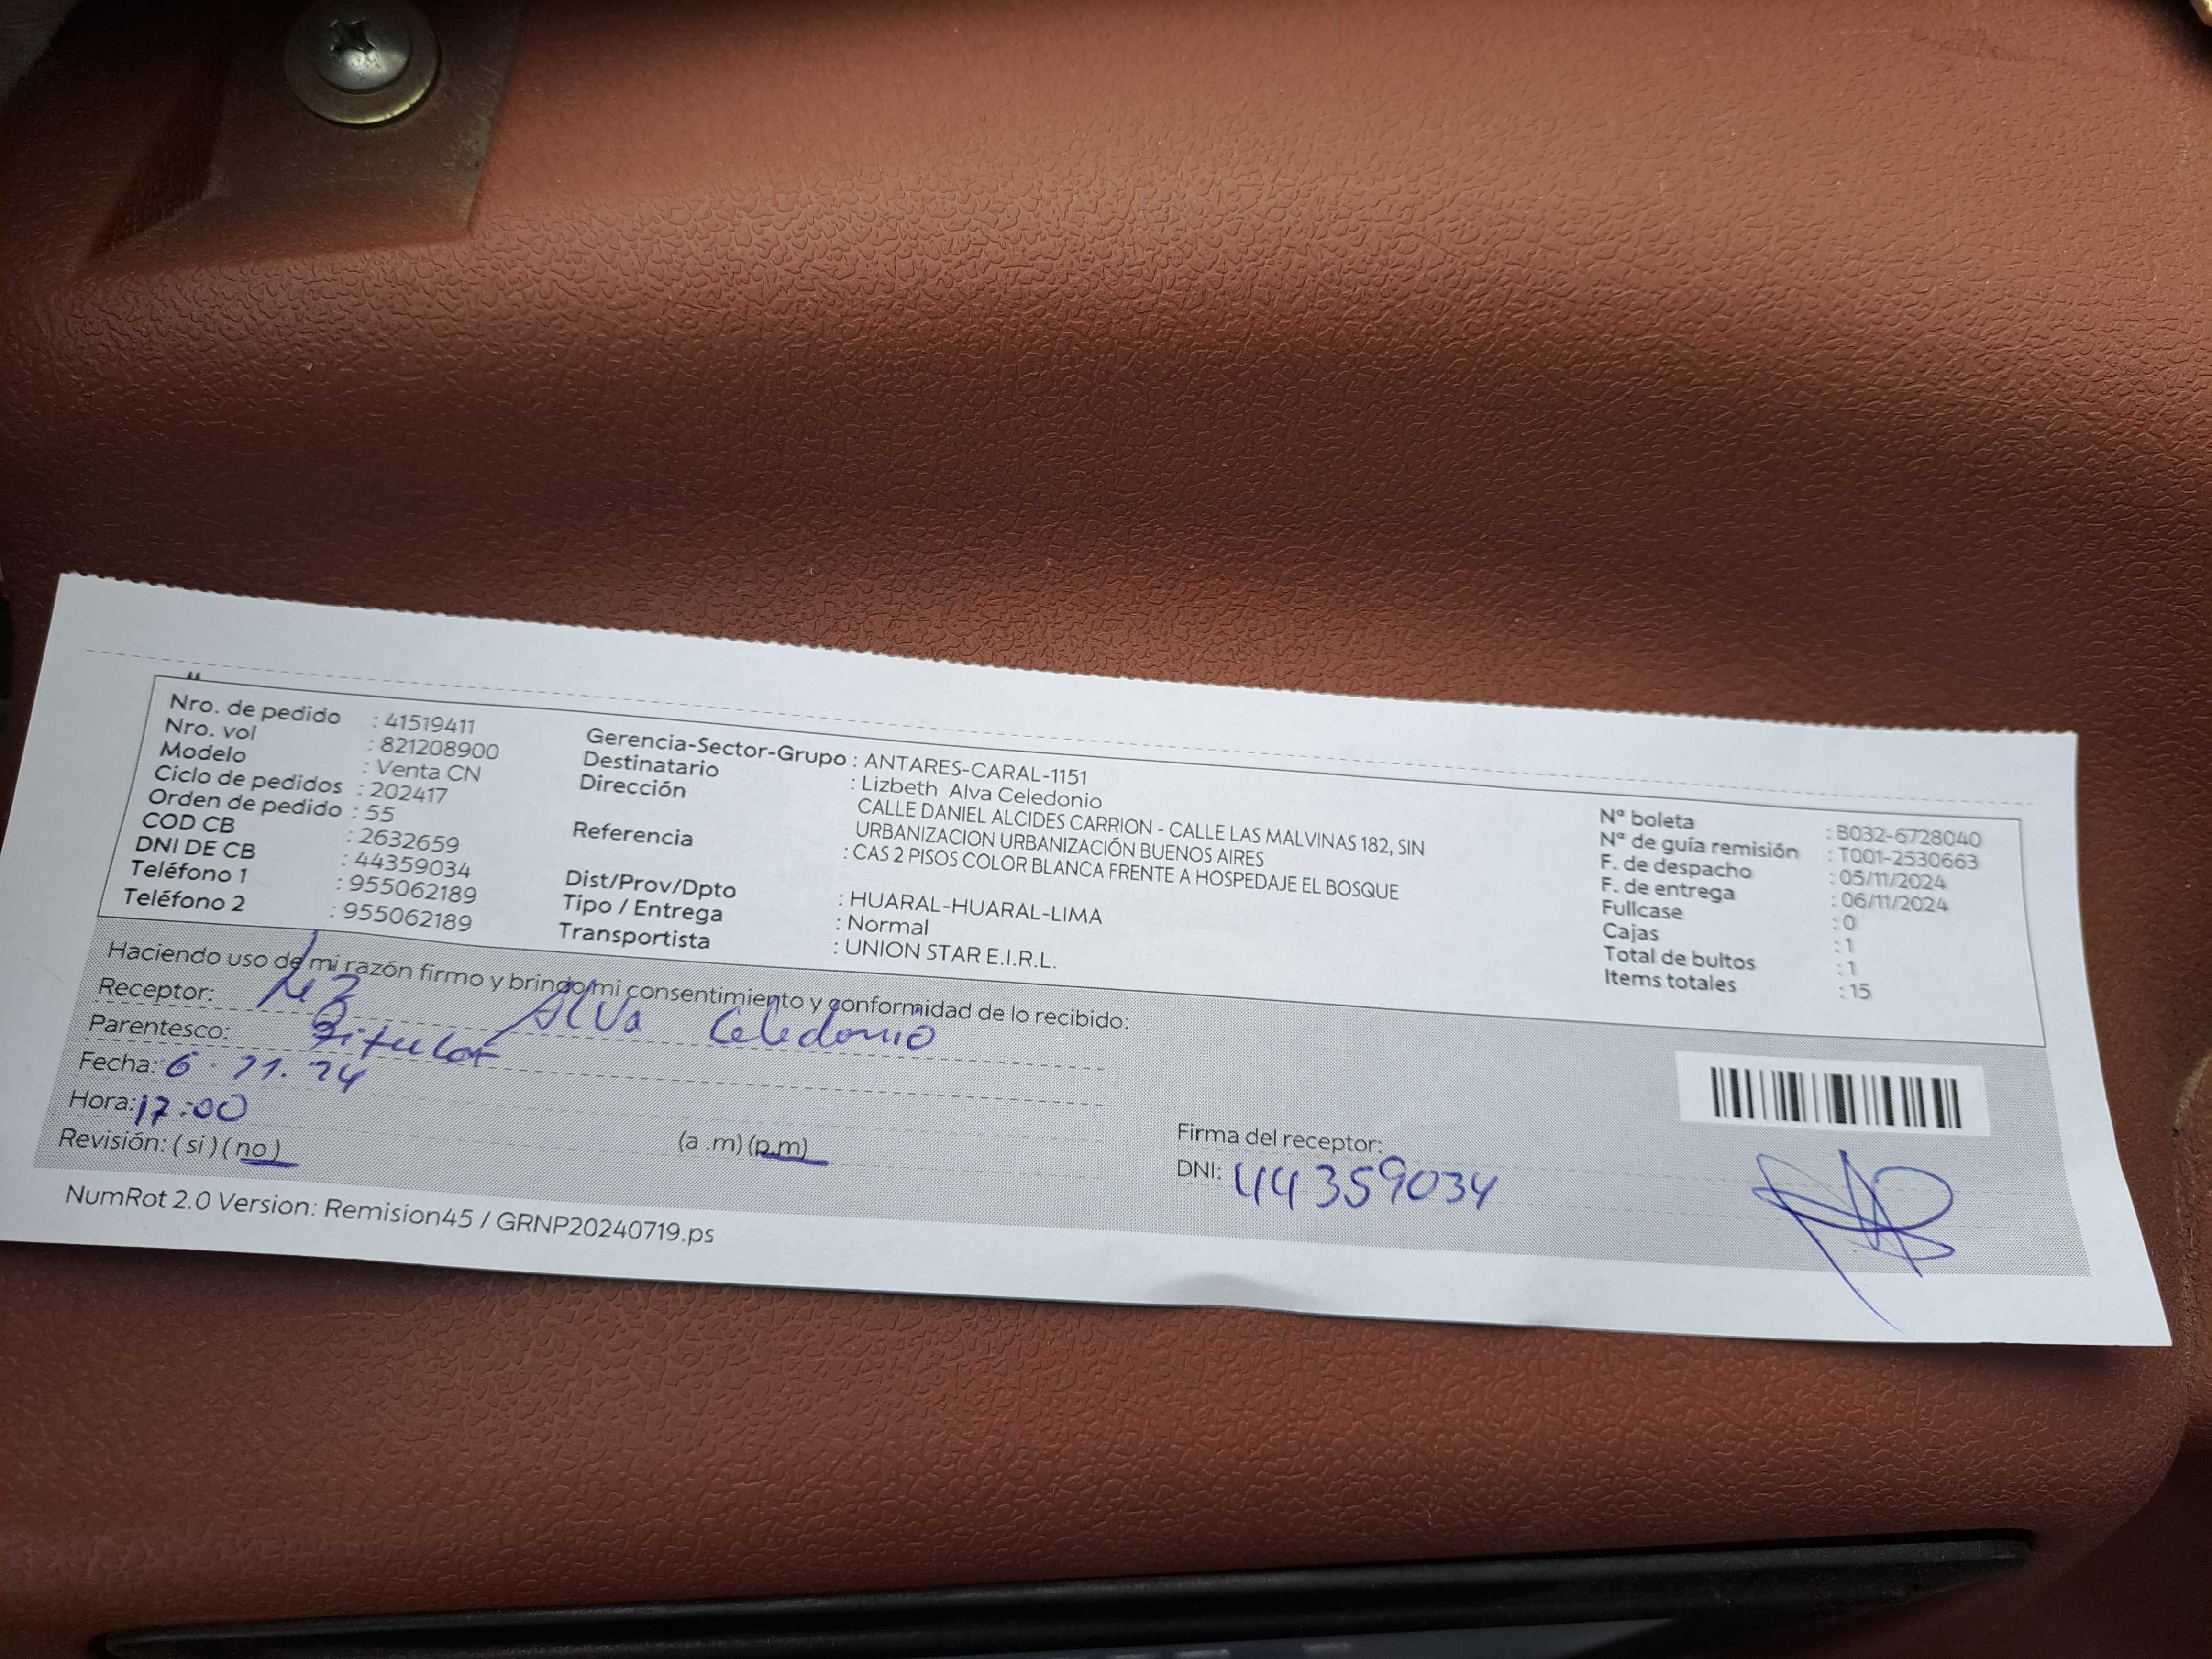 Nro. de pedido : 41519411
Nro. vol : 821208900
Modelo : Venta CN
Ciclo de pedidos : 202417
Orden de pedido : 55
COD CB : 2632659
DNI DE CB : 44359034
Teléfono 1 : 955062189
Teléfono 2 : 955062189
Gerencia-Sector-Grupo : ANTARES-CARAL-1151
Destinatario : Lizbeth Alva Celedonio
Dirección CALLE DANIEL ALCIDES CARRION - CALLE LAS MALVINAS 182, SIN
URBANIZACION URBANIZACIÓN BUENOS AIRES
Referencia : CAS 2 PISOS COLOR BLANCA FRENTE A HOSPEDAJE EL BOSQUE
Dist/Prov/Dpto : HUARAL-HUARAL-LIMA
Tipo / Entrega : Normal
Transportista : UNION STAR E.I.R.L.
Nª boleta : B032-6728040
Nª de guía remisión : T001-2530663
F. de despacho : 05/11/2024
F. de entrega : 06/11/2024
Fullcase : 0
Cajas : 1
Total de bultos : 1
Items totales : 15
Haciendo uso de mi razón firmo y brindo mi consentimiento y conformidad de lo recibido:
Receptor: Alva Celedonio
Parentesco: Titular
Fecha: 6.11.24
Hora: 17:00
(a .m) (p.m)
Revisión: ( si ) ( no )
Firma del receptor:
DNI: 44359034
NumRot 2.0 Version: Remision45 / GRNP20240719.ps